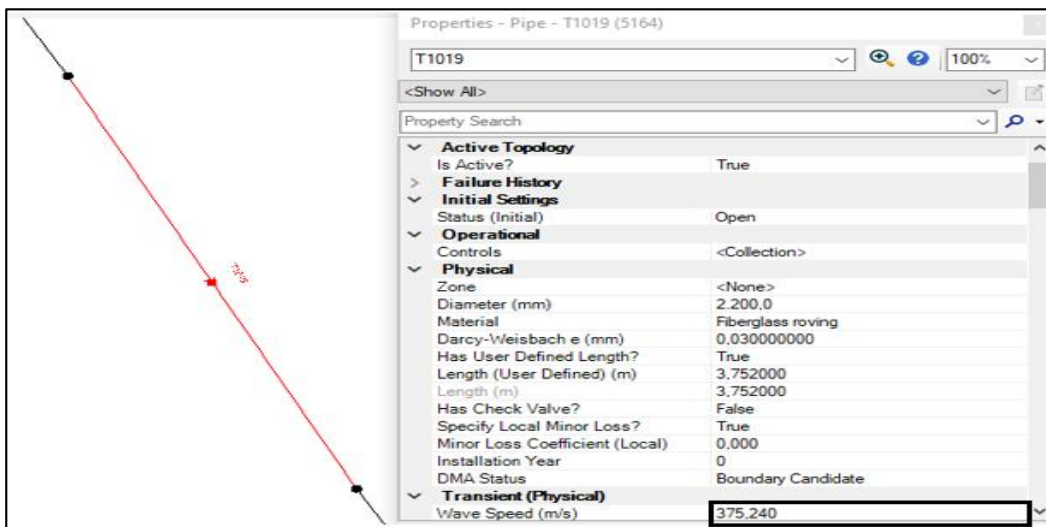 Properties - Pipe - T1019 (5164)
T1019 100%
<Show All>
Property Search
Active Topology
Is Active? True
Failure History
Initial Settings
Status (Initial) Open
Operational
Controls <Collection>
Physical
Zone <None>
Diameter (mm) 2.200,0
Material Fiberglass roving
Darcy-Weisbach e (mm) 0,030000000
Has User Defined Length? True
Length (User Defined) (m) 3,752000
Length (m) 3,752000
Has Check Valve? False
Specify Local Minor Loss? True
Minor Loss Coefficient (Local) 0,000
Installation Year 0
DMA Status Boundary Candidate
Transient (Physical)
Wave Speed (m/s) 375,240